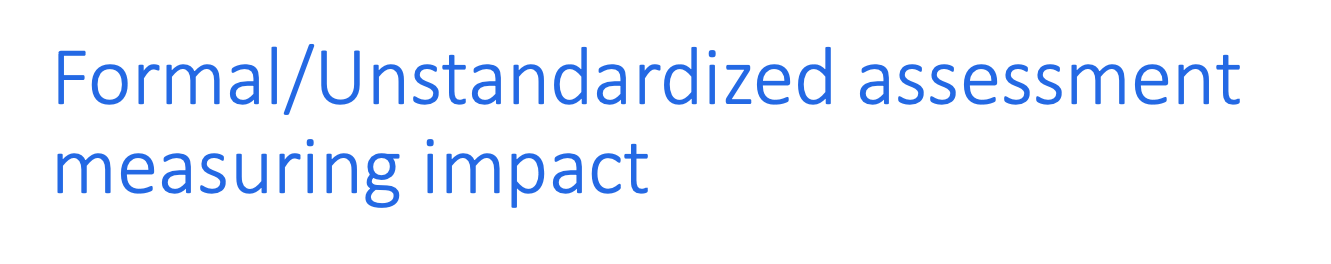 Formal/Unstandardized assessment
measuring impact